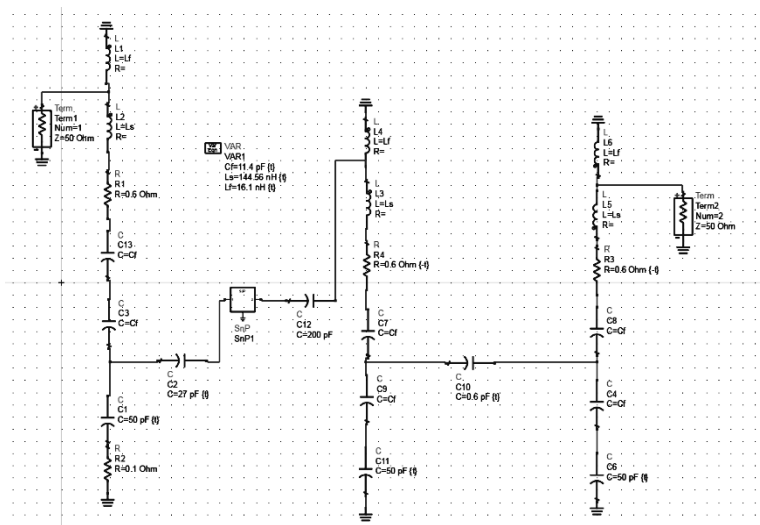 L
L1
L=Lf
R=
Term
Term1
Num=1
Z=50 Ohm
L
L2
L=Ls
R=
R
R1
R=0.6 Ohm
C
C13
C=Cf
C
C3
C=Cf
C
C2
C=27 pF {t}
C
C1
C=50 pF {t}
R
R2
R=0.1 Ohm
Var
Eqn
VAR
VAR1
Cf=11.4 pF {t}
Ls=144.56 nH {t}
Lf=16.1 nH {t}
SnP
SnP1
C
C12
C=200 pF
L
L4
L=Lf
R=
L
L3
L=Ls
R=
R
R4
R=0.6 Ohm {-t}
C
C7
C=Cf
C
C9
C=Cf
C
C11
C=50 pF {t}
C
C10
C=0.6 pF {t}
L
L6
L=Lf
R=
L
L5
L=Ls
R=
Term
Term2
Num=2
Z=50 Ohm
R
R3
R=0.6 Ohm {-t}
C
C8
C=Cf
C
C4
C=Cf
C
C6
C=50 pF {t}